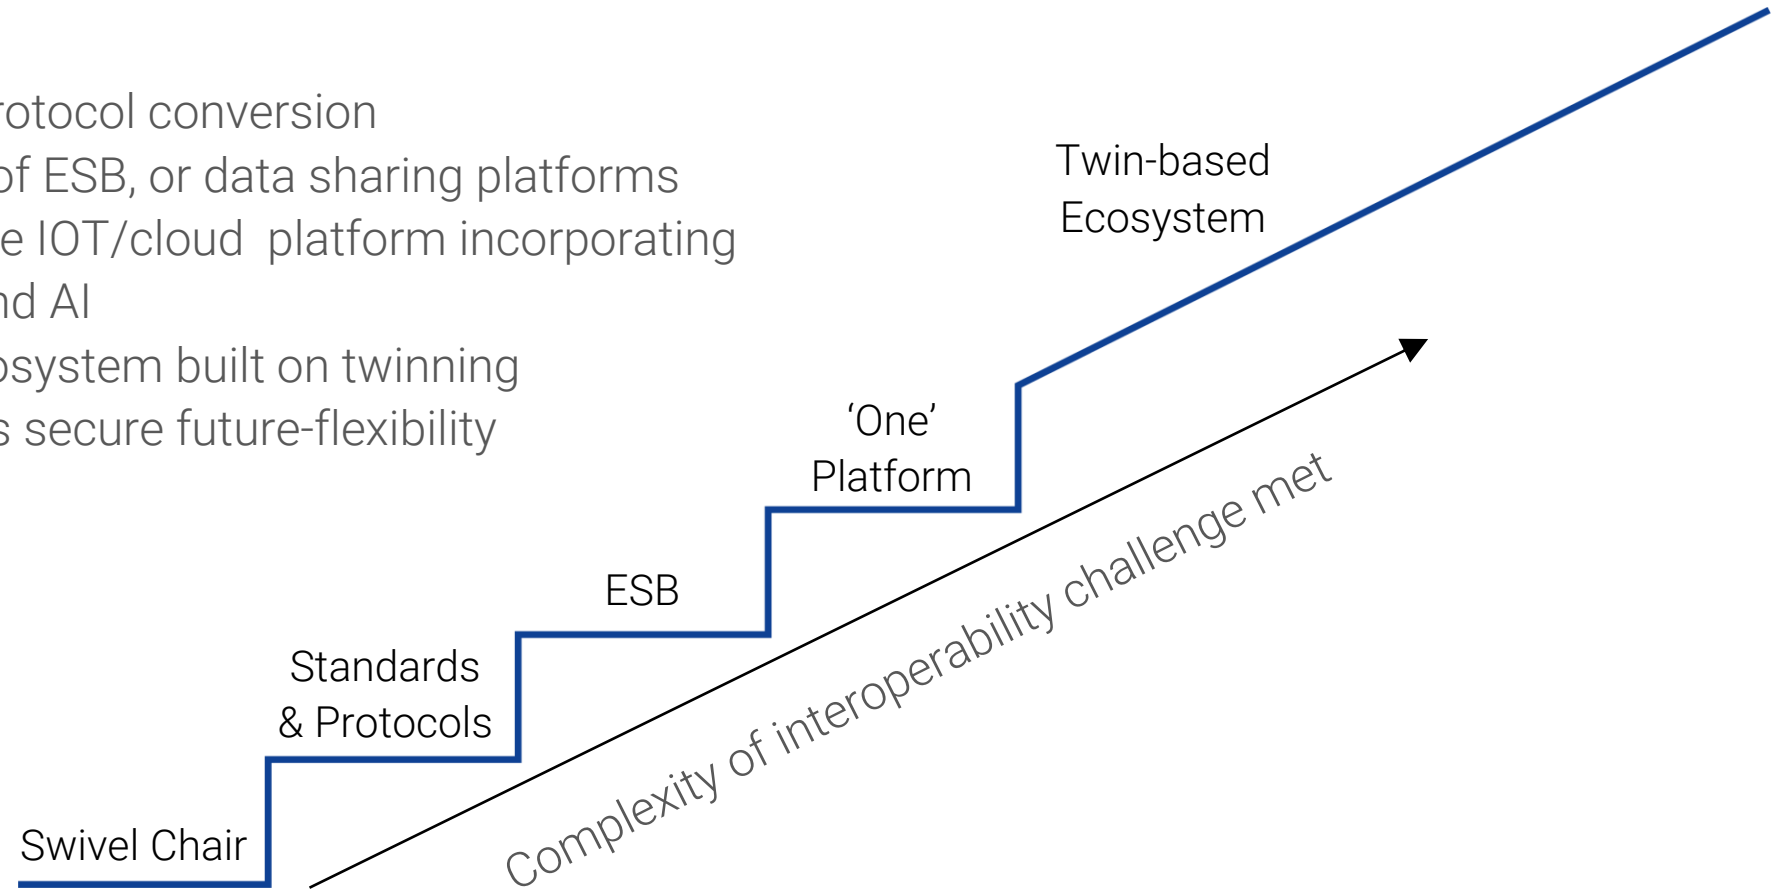 rotocol conversion
of ESB, or data sharing platforms
e IOT/cloud platform incorporating
nd AI
osystem built on twinning
s secure future-flexibility
Twin-based
Ecosystem
‘One’
Platform
ESB
Standards
& Protocols
Swivel Chair
Complexity of interoperability challenge met